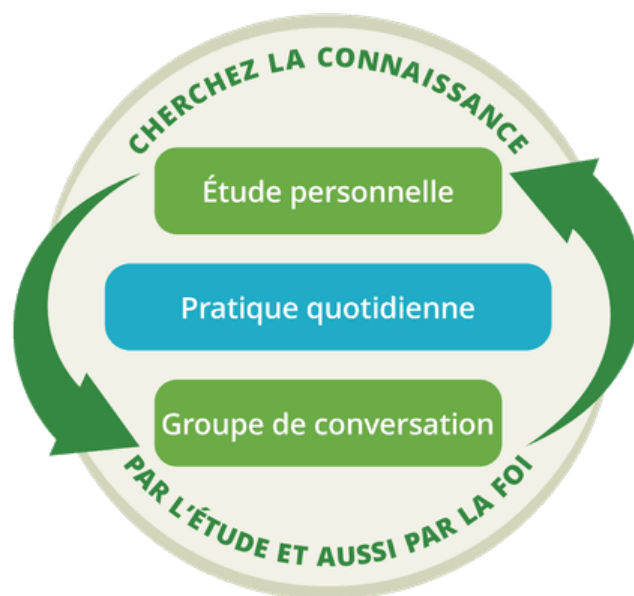 CHERCHEZ LA CONNAISSANCE
Étude personnelle
Pratique quotidienne
Groupe de conversation
PAR L'ÉTUDE ET AUSSI PAR LA FOI